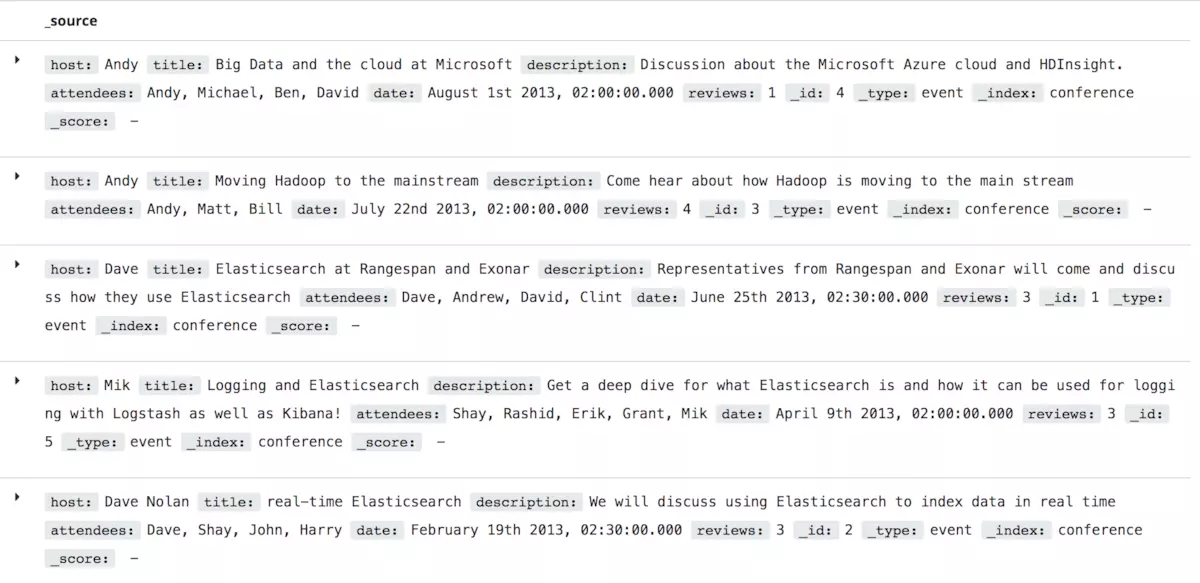 _source
host: Andy title: Big Data and the cloud at Microsoft description: Discussion about the Microsoft Azure cloud and HDInsight.
attendees: Andy, Michael, Ben, David date: August 1st 2013, 02:00:00.000 reviews: 1 _id: 4 _type: event _index: conference
_score: –
host: Andy title: Moving Hadoop to the mainstream description: Come hear about how Hadoop is moving to the main stream
attendees: Andy, Matt, Bill date: July 22nd 2013, 02:00:00.000 reviews: 4 _id: 3 _type: event _index: conference _score: –
host: Dave title: Elasticsearch at Rangespan and Exonar description: Representatives from Rangespan and Exonar will come and discu
ss how they use Elasticsearch attendees: Dave, Andrew, David, Clint date: June 25th 2013, 02:30:00.000 reviews: 3 _id: 1 _type:
event _index: conference _score: –
host: Mik title: Logging and Elasticsearch description: Get a deep dive for what Elasticsearch is and how it can be used for loggi
ng with Logstash as well as Kibana! attendees: Shay, Rashid, Erik, Grant, Mik date: April 9th 2013, 02:00:00.000 reviews: 3 _id:
5 _type: event _index: conference _score: –
host: Dave Nolan title: real-time Elasticsearch description: We will discuss using Elasticsearch to index data in real time
attendees: Dave, Shay, John, Harry date: February 19th 2013, 02:30:00.000 reviews: 3 _id: 2 _type: event _index: conference
_score: –